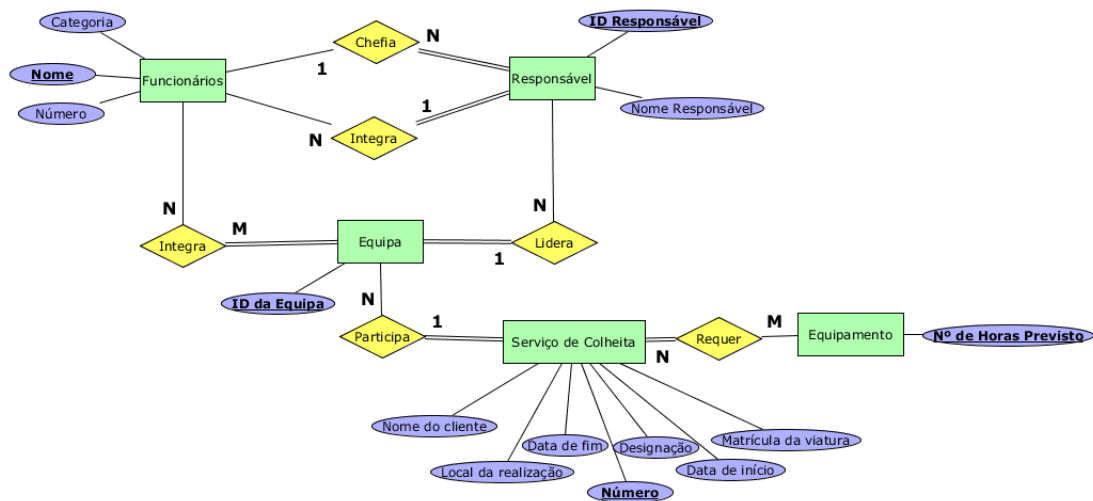 Categoria
Nome
Número
Funcionários
Chefia
1
N
ID Responsável
Responsável
Nome Responsável
1
N
Integra
N
Integra
M
Equipa
ID da Equipa
N
Lidera
1
N
Participa
1
Serviço de Colheita
N
Requer
M
Equipamento
Nº de Horas Previsto
Nome do cliente
Local da realização
Data de fim
Número
Designação
Data de início
Matrícula da viatura